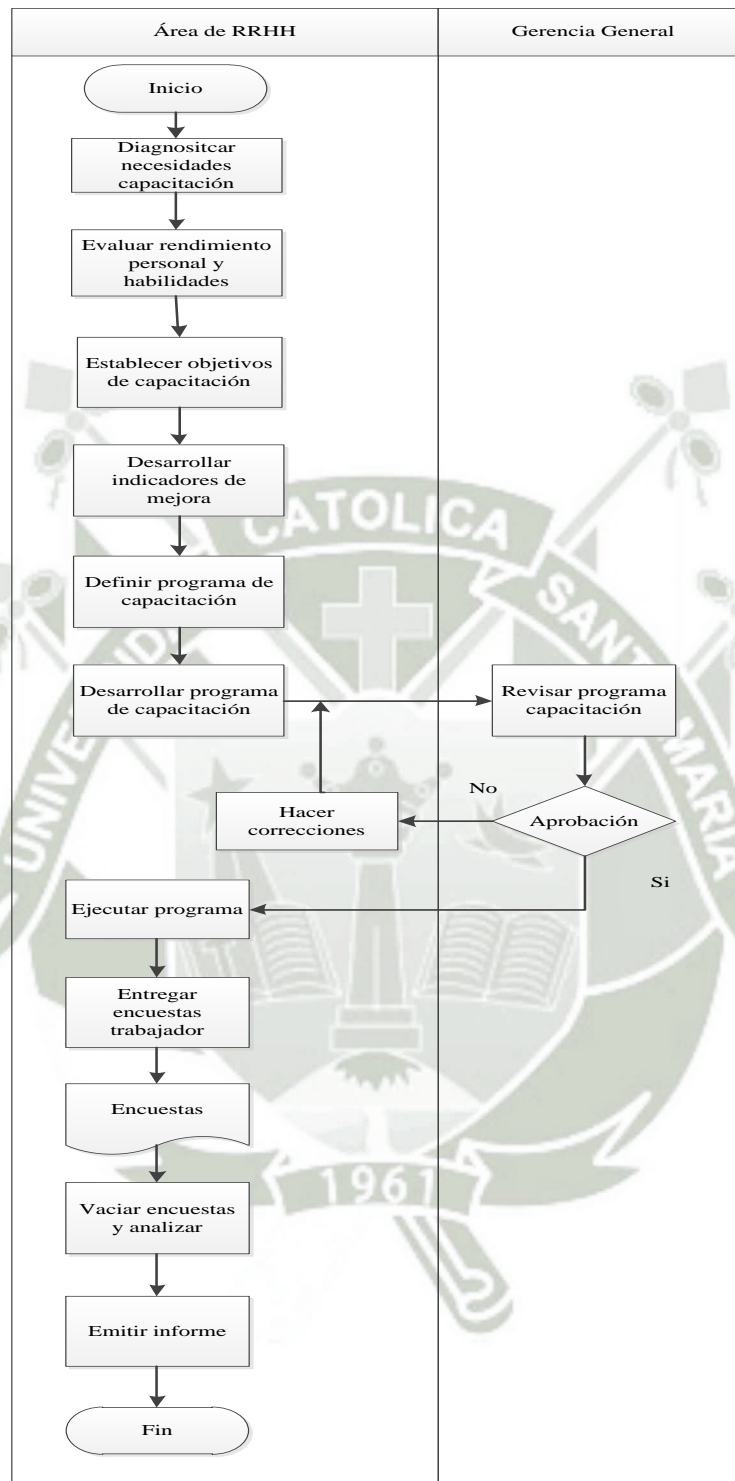 Área de RRHH
Gerencia General
Inicio
Diagnositcar
necesidades
capacitación
Evaluar rendimiento
personal y
habilidades
Establecer objetivos
de capacitación
Desarrollar
indicadores de
mejora
Definir programa de
capacitación
Desarrollar programa
de capacitación
Revisar programa
capacitación
Aprobación
No
Hacer
correcciones
Si
Ejecutar programa
Entregar
encuestas
trabajador
Encuestas
Vaciar encuestas
y analizar
Emitir informe
Fin
CATOLICA
SANTA MARIA
1961